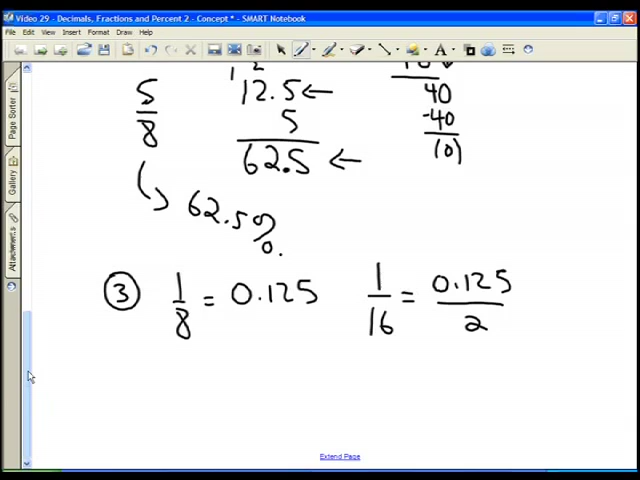 Video 29 - Decimals, Fractions and Percent 2 - Concept * - SMART Notebook
File Edit View Insert Format Draw Help
Page Sorter
Gallery
Attachments
1 2
5/8 12.5 ← 40
5 -40
62.5 ← (0)
↳ 62.5%.
③ 1/8 = 0.125 1/16 = 0.125/2
Extend Page